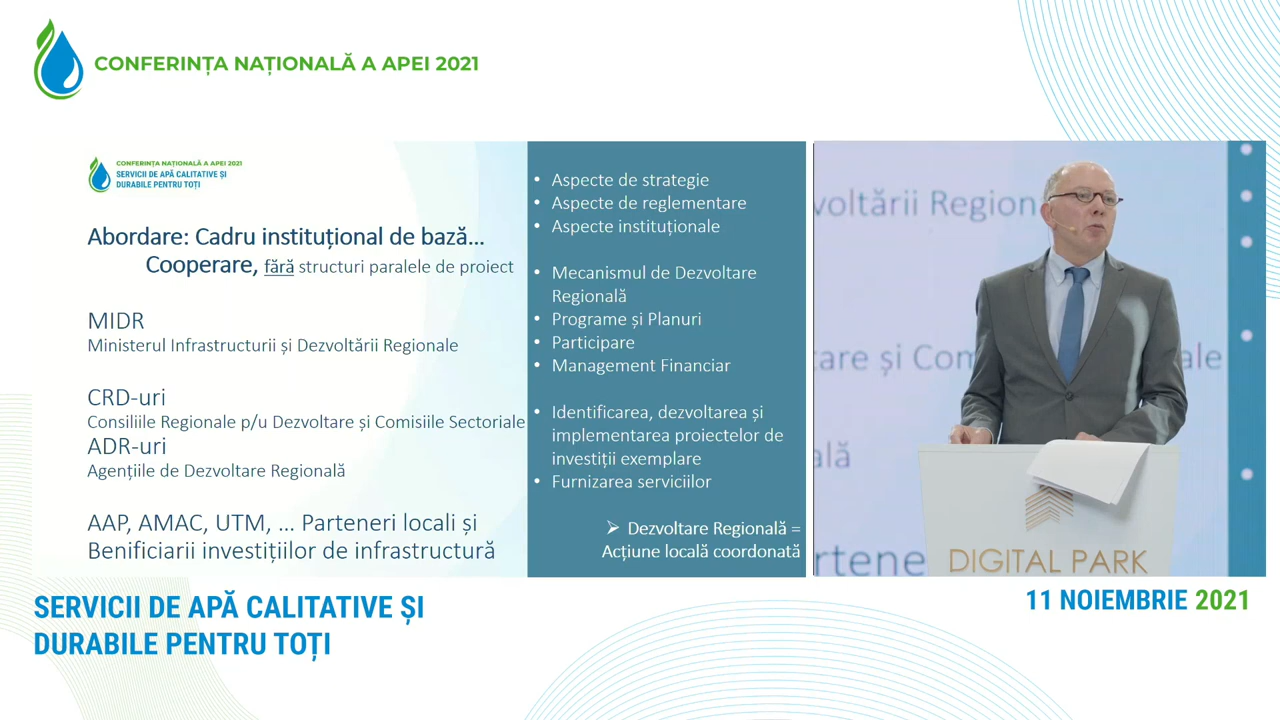 CONFERINȚA NAȚIONALĂ A APEI 2021
CONFERINȚA NAȚIONALĂ A APEI 2021
SERVICII DE APĂ CALITATIVE ȘI
DURABILE PENTRU TOȚI
Abordare: Cadru instituțional de bază...
Cooperare, fără structuri paralele de proiect
MIDR
Ministerul Infrastructurii și Dezvoltării Regionale
CRD-uri
Consiliile Regionale p/u Dezvoltare și Comisiile Sectoriale
ADR-uri
Agențiile de Dezvoltare Regională
AAP, AMAC, UTM, ... Parteneri locali și
Benificiarii investițiilor de infrastructură
• Aspecte de strategie
• Aspecte de reglementare
• Aspecte instituționale
• Mecanismul de Dezvoltare
Regională
• Programe și Planuri
• Participare
• Management Financiar
• Identificarea, dezvoltarea și
implementarea proiectelor de
investiții exemplare
• Furnizarea serviciilor
➢ Dezvoltare Regională =
Acțiune locală coordonată
voltării Region
tare și Com
ale
ală
rtene
DIGITAL PARK
SERVICII DE APĂ CALITATIVE ȘI
DURABILE PENTRU TOȚI
11 NOIEMBRIE 2021